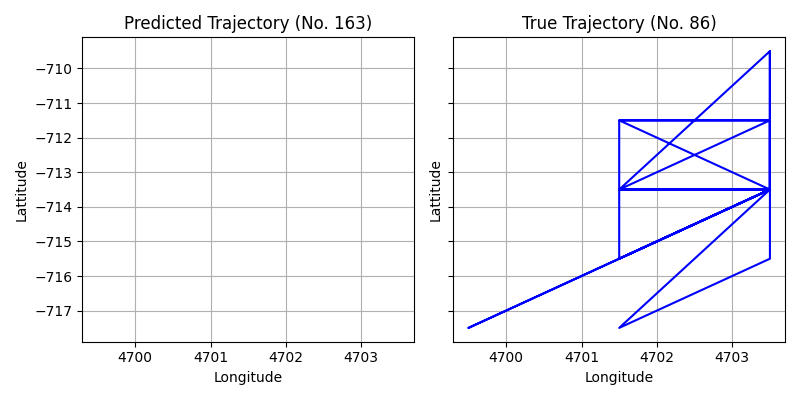 Predicted Trajectory (No. 163)
True Trajectory (No. 86)
−710
−711
−712
−713
−714
−715
−716
−717
Lattitude
Lattitude
4700
4701
4702
4703
4700
4701
4702
4703
Longitude
Longitude